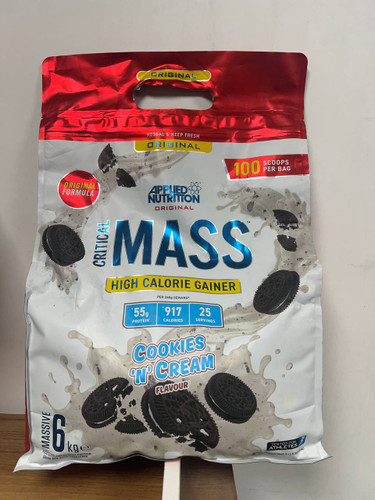 ORIGINAL
RESEAL & KEEP FRESH
ORIGINAL
100 SCOOPS PER BAG
ORIGINAL FORMULA
APPLIED NUTRITION
ORIGINAL
CRITICAL
MASS
HIGH CALORIE GAINER
55g PROTEIN
917 CALORIES
25 SERVINGS
COOKIES
'N' CREAM
FLAVOUR
MASSIVE
6 kg
ATHLETES